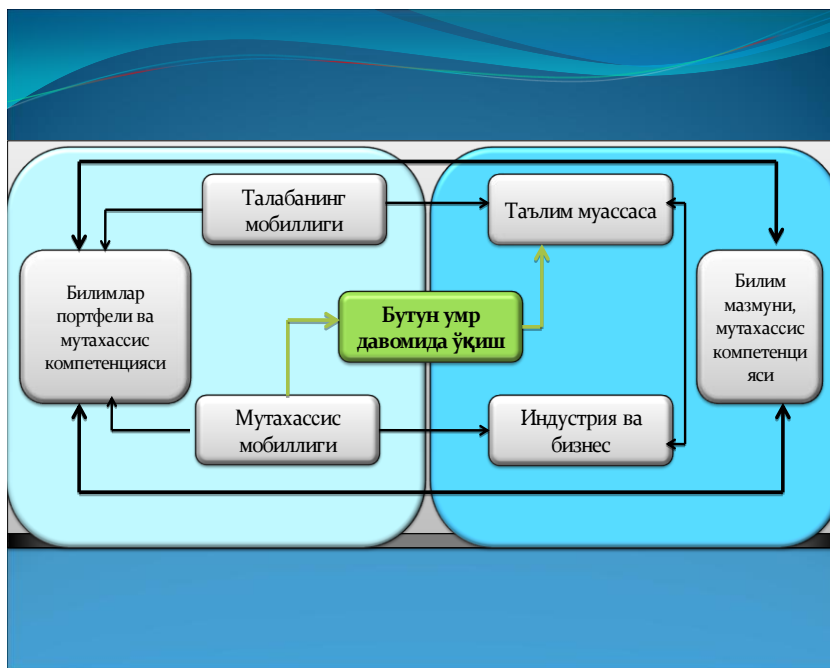 Талабанинг
мобиллиги
Таълим муассаса
Билимлар
портфели ва
мутахассис
компетенцияси
Бутун умр
давомида ўқиш
Билим
мазмуни,
мутахассис
компетенци
яси
Мутахассис
мобиллиги
Индустрия ва
бизнес